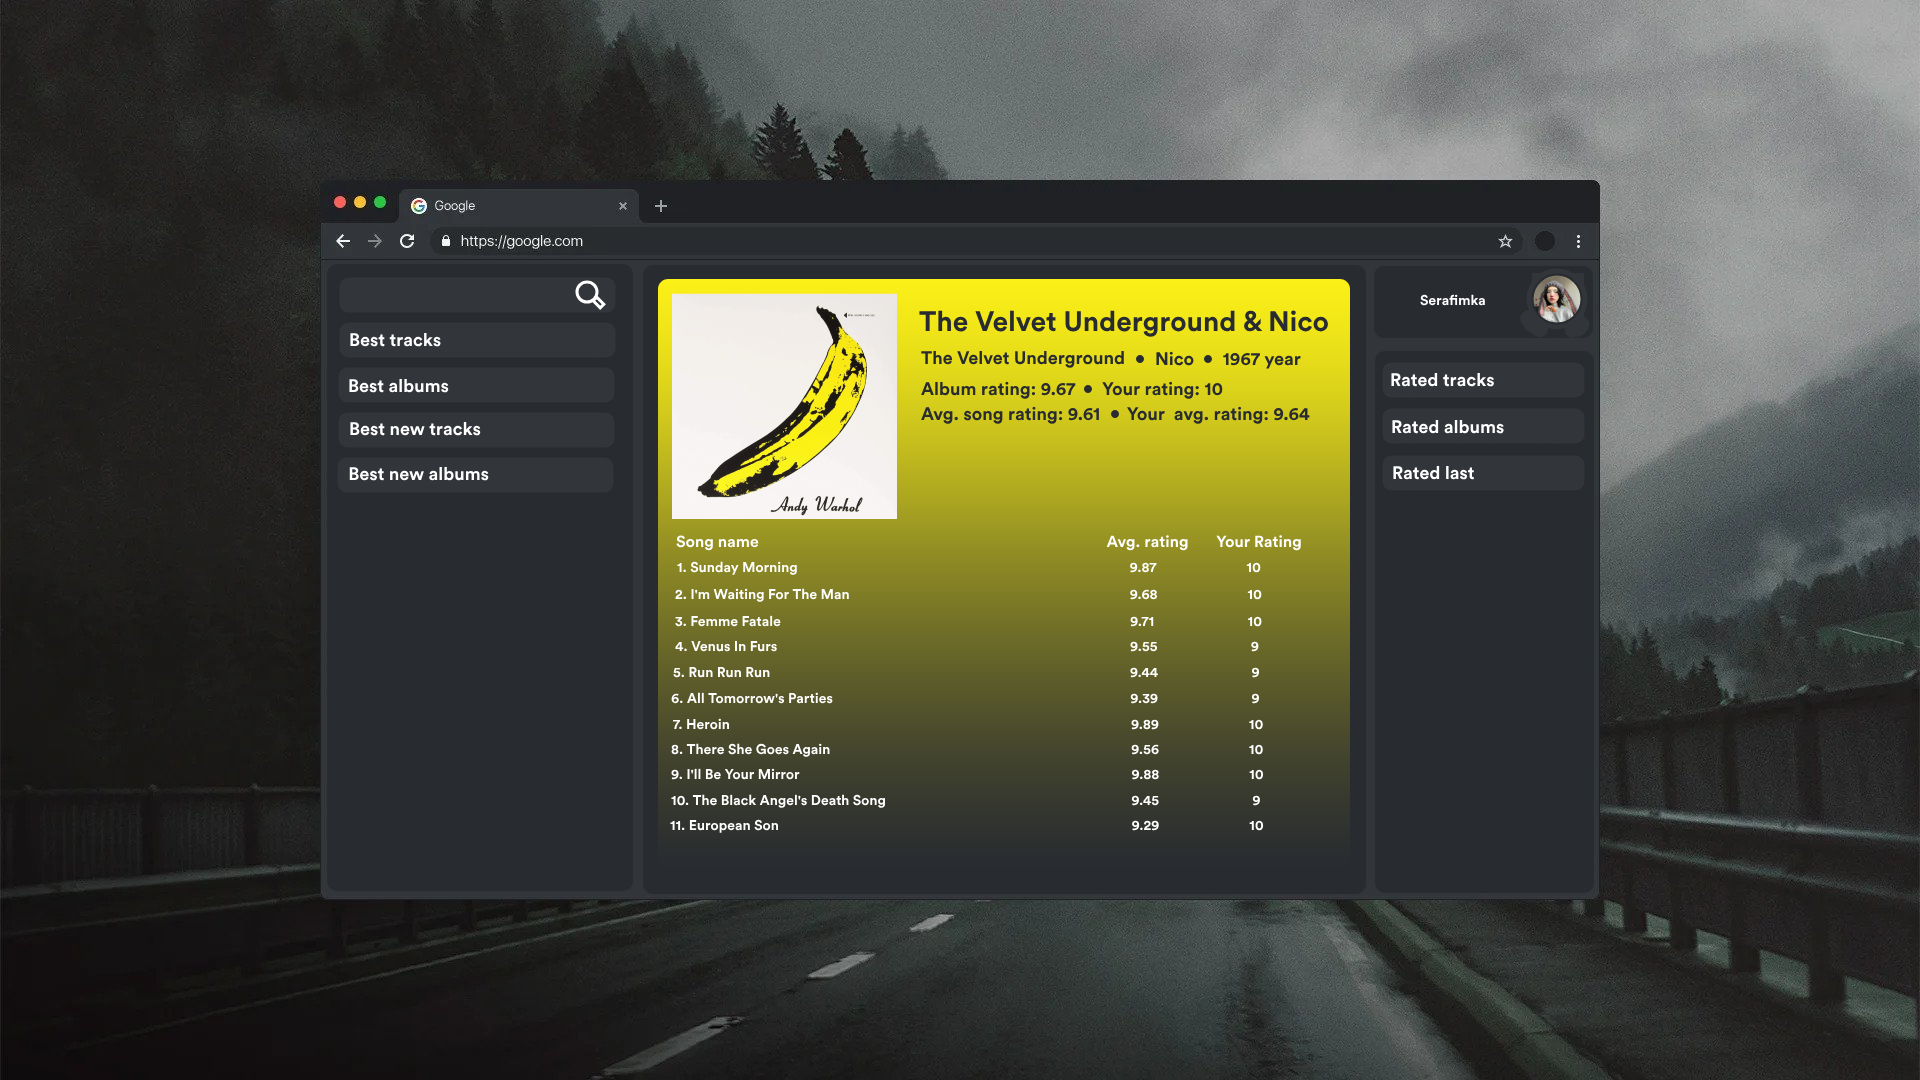 Google
https://google.com
Best tracks
Best albums
Best new tracks
Best new albums
Andy Warhol
The Velvet Underground & Nico
The Velvet Underground • Nico • 1967 year
Album rating: 9.67 • Your rating: 10
Avg. song rating: 9.61 • Your avg. rating: 9.64
Song name Avg. rating Your Rating
1. Sunday Morning 9.87 10
2. I'm Waiting For The Man 9.68 10
3. Femme Fatale 9.71 10
4. Venus In Furs 9.55 9
5. Run Run Run 9.44 9
6. All Tomorrow's Parties 9.39 9
7. Heroin 9.89 10
8. There She Goes Again 9.56 10
9. I'll Be Your Mirror 9.88 10
10. The Black Angel's Death Song 9.45 9
11. European Son 9.29 10
Serafimka
Rated tracks
Rated albums
Rated last